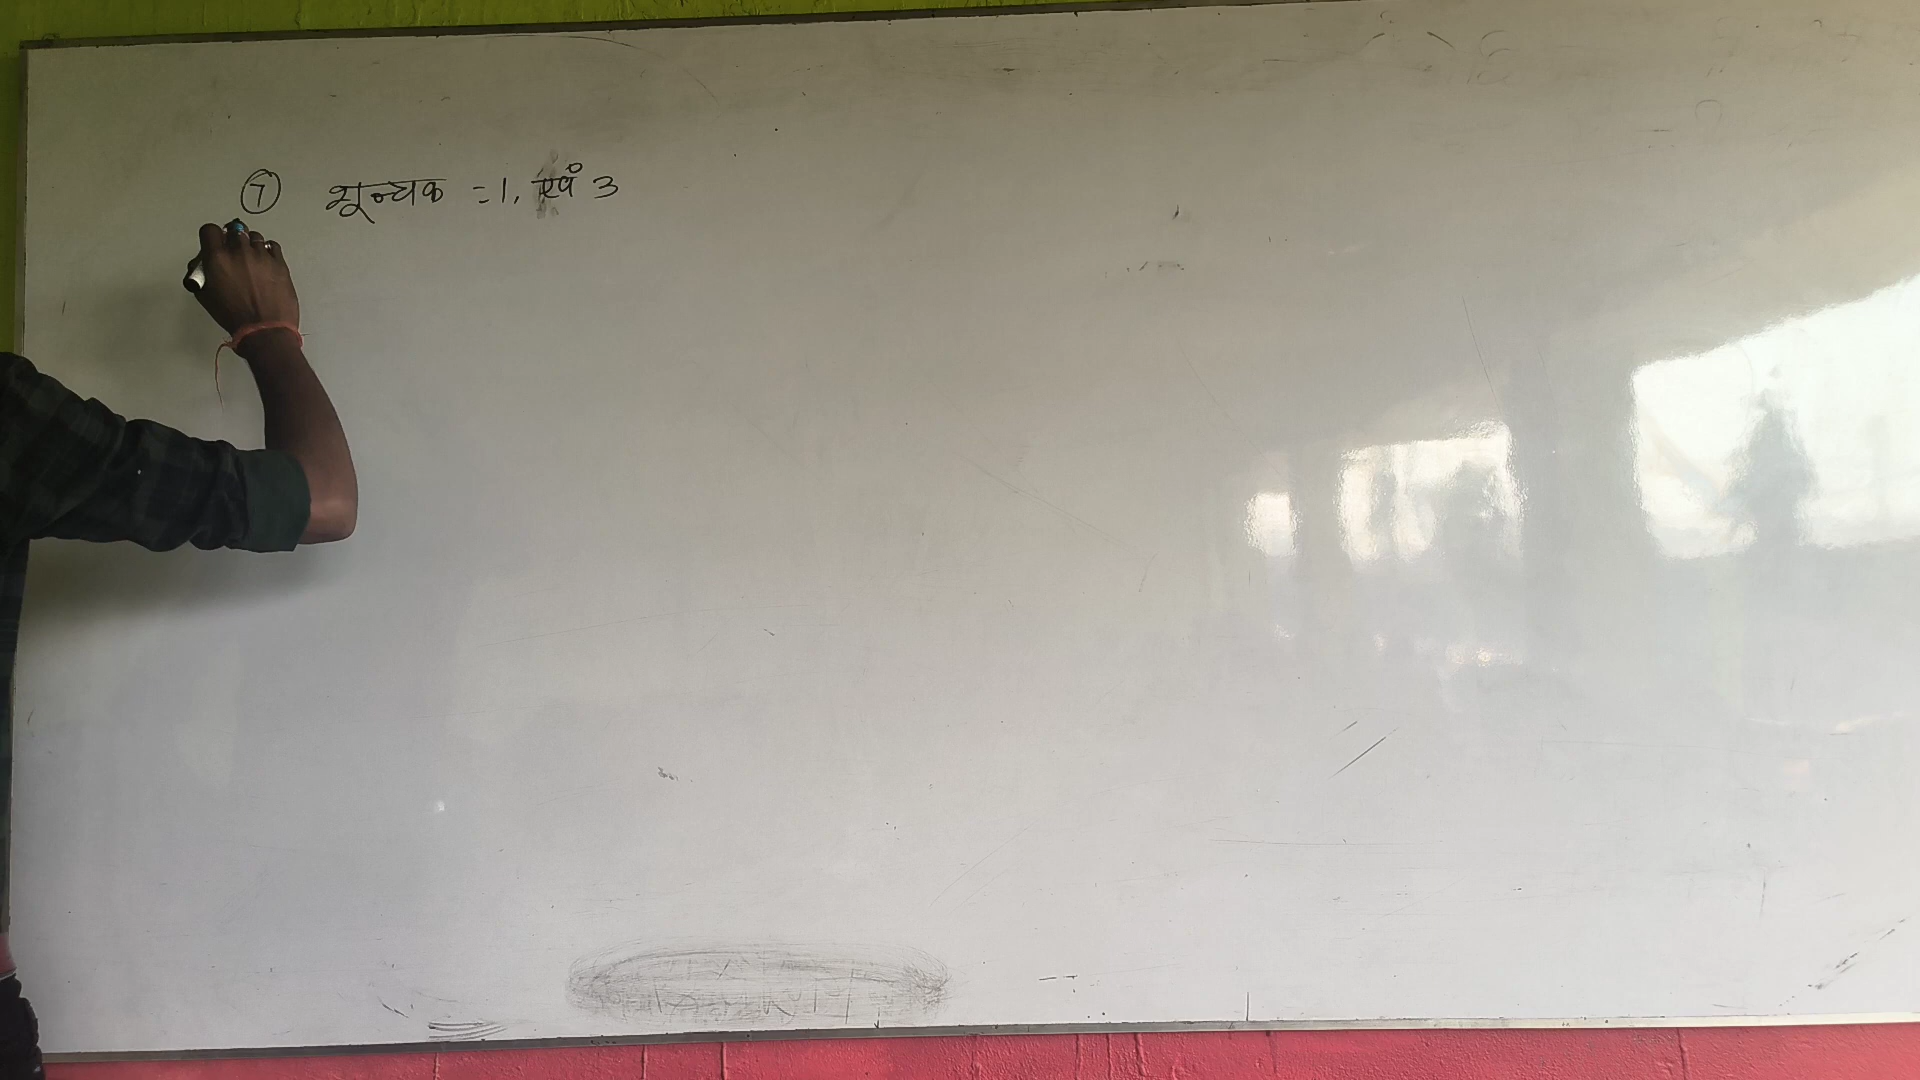 ⑦ शून्यक = 1, एवं 3